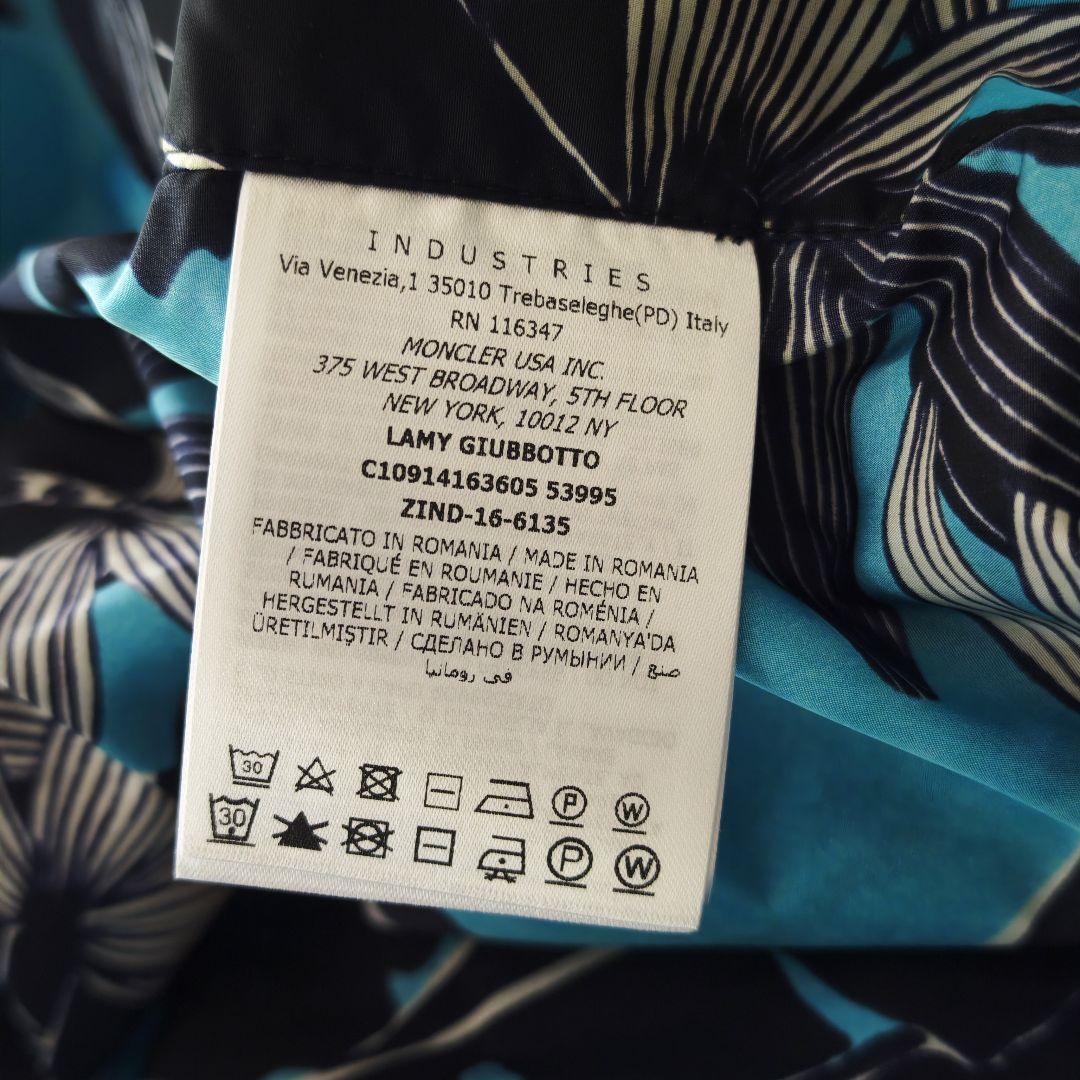 INDUSTRIES
Via Venezia,1 35010 Trebaseleghe(PD) Italy
RN 116347
MONCLER USA INC.
375 WEST BROADWAY, 5TH FLOOR
NEW YORK, 10012 NY
LAMY GIUBBOTTO
C10914163605 53995
ZIND-16-6135
FABBRICATO IN ROMANIA / MADE IN ROMANIA
/ FABRIQUÉ EN ROUMANIE / HECHO EN
RUMANIA / FABRICADO NA ROMÉNIA /
HERGESTELLT IN RUMÄNIEN / ROMANYA'DA
ÜRETILMIŞTIR / СДЕЛАНО В РУМЫНИИ / صنع
في رومانيا
30 P W
30 P W